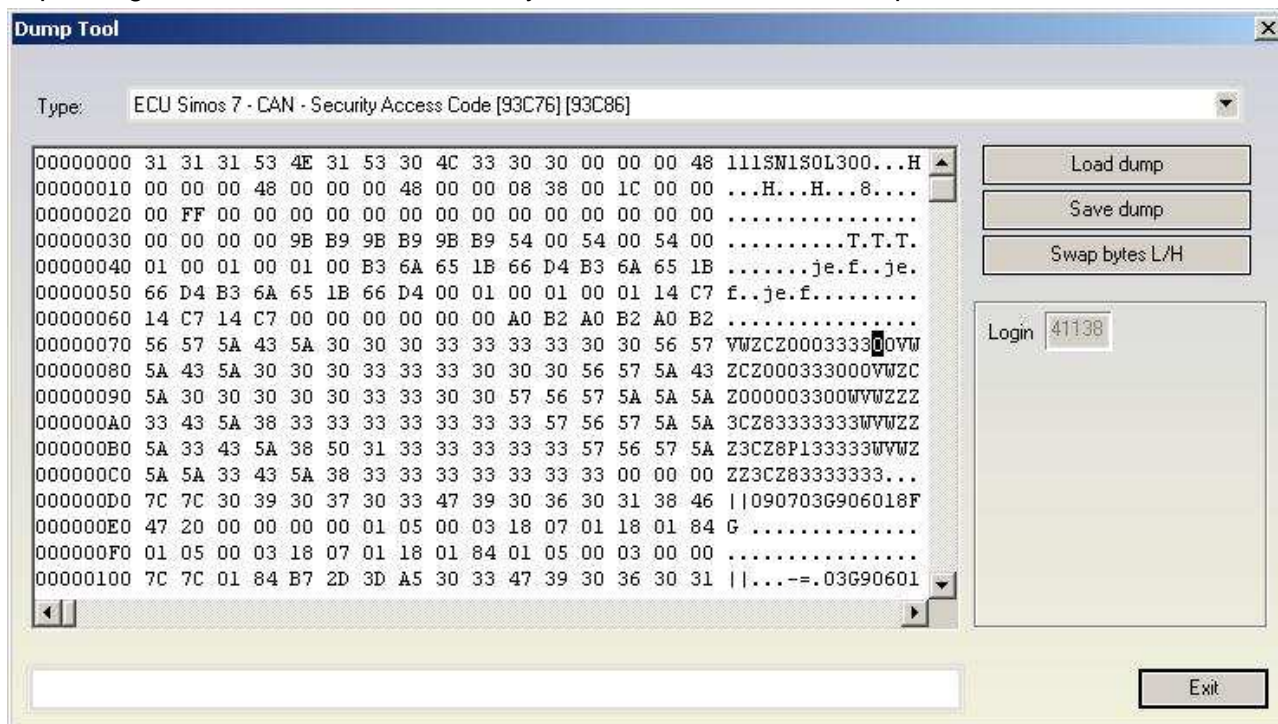 Dump Tool
Type: ECU Simos 7 - CAN - Security Access Code [93C76] [93C86]
00000000 31 31 31 53 4E 31 53 30 4C 33 30 30 00 00 00 48 111SN1S0L300...H
00000010 00 00 00 48 00 00 00 48 00 00 08 38 00 1C 00 00 ...H...H...8....
00000020 00 FF 00 00 00 00 00 00 00 00 00 00 00 00 00 00 ................
00000030 00 00 00 00 9B B9 9B B9 9B B9 54 00 54 00 54 00 ..........T.T.T.
00000040 01 00 01 00 01 00 B3 6A 65 1B 66 D4 B3 6A 65 1B .......je.f..je.
00000050 66 D4 B3 6A 65 1B 66 D4 00 01 00 01 00 01 14 C7 f..je.f.........
00000060 14 C7 14 C7 00 00 00 00 00 00 A0 B2 A0 B2 A0 B2 ................
00000070 56 57 5A 43 5A 30 30 30 33 33 33 33 30 30 56 57 VWZCZ000333300VW
00000080 5A 43 5A 30 30 30 33 33 33 30 30 30 56 57 5A 43 ZCZ000333000VWZC
00000090 5A 30 30 30 30 30 33 33 30 30 57 56 57 5A 5A 5A Z000003300WVWZZZ
000000A0 33 43 5A 38 33 33 33 33 33 33 33 57 56 57 5A 5A 3CZ83333333WVWZZ
000000B0 5A 33 43 5A 38 50 31 33 33 33 33 33 57 56 57 5A Z3CZ8P133333WVWZ
000000C0 5A 5A 33 43 5A 38 33 33 33 33 33 33 33 00 00 00 ZZ3CZ83333333...
000000D0 7C 7C 30 39 30 37 30 33 47 39 30 36 30 31 38 46 ||090703G906018F
000000E0 47 20 00 00 00 00 01 05 00 03 18 07 01 18 01 84 G ..............
000000F0 01 05 00 03 18 07 01 18 01 84 01 05 00 03 00 00 ................
00000100 7C 7C 01 84 B7 2D 3D A5 30 33 47 39 30 36 30 31 ||...-=.03G90601
Load dump
Save dump
Swap bytes L/H
Login 41138
Exit